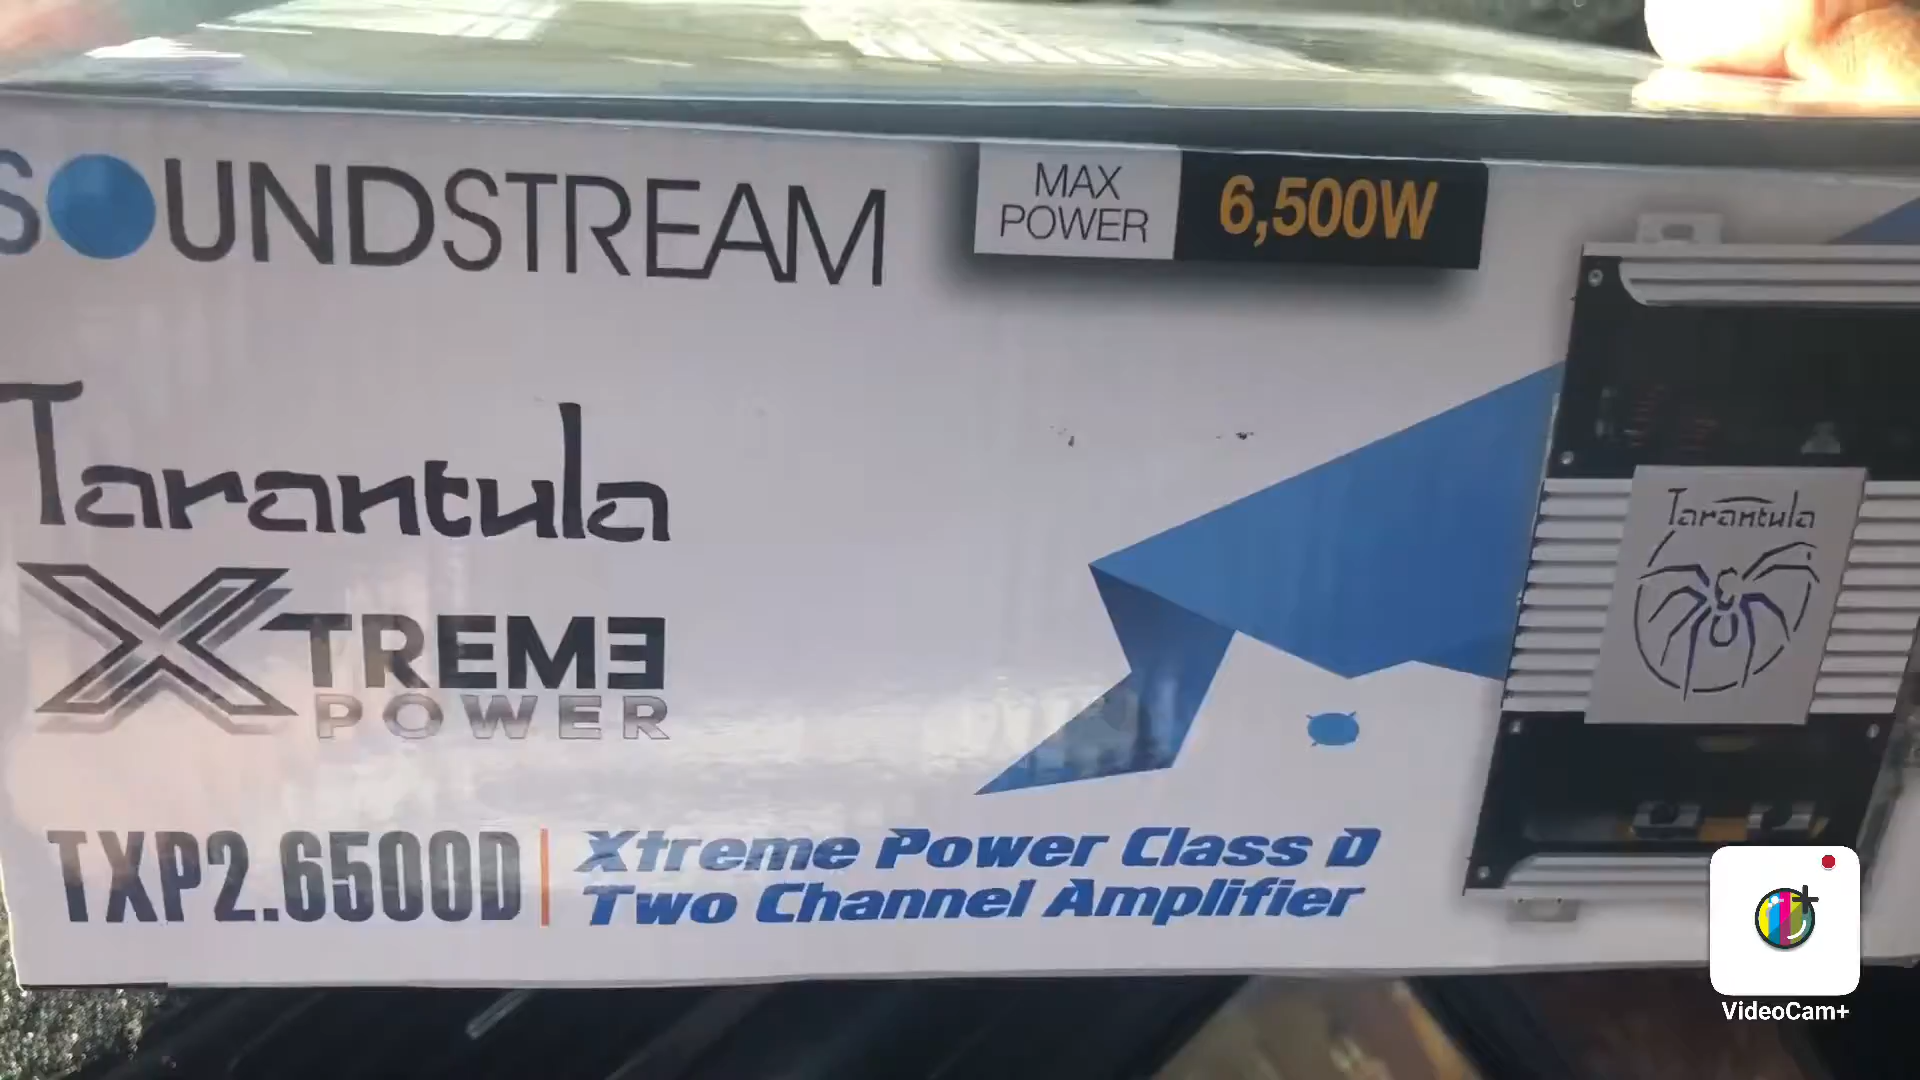 SOUNDSTREAM
MAX
POWER
6,500W
Tarantula
XTREME
POWER
Tarantula
TXP2.6500D
Xtreme Power Class D
Two Channel Amplifier
VideoCam+